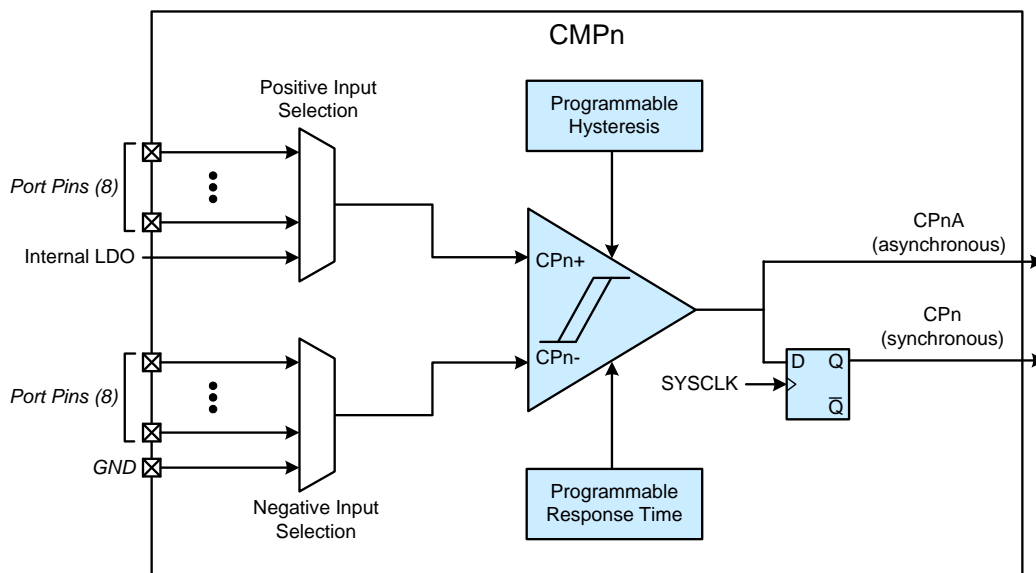 CMPn
Positive Input
Selection
Programmable
Hysteresis
Port Pins (8)
Internal LDO
CPn+
CPn-
CPnA
(asynchronous)
CPn
(synchronous)
D Q
Q̅
SYSCLK
Port Pins (8)
GND
Negative Input
Selection
Programmable
Response Time